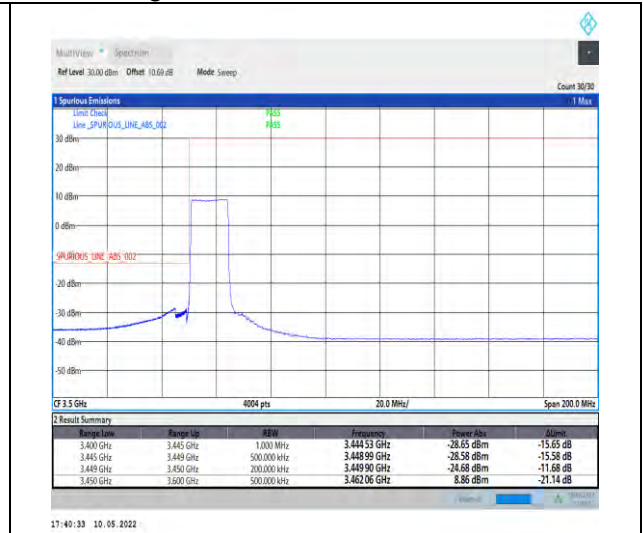 MultiView Spectrum
Ref Level 30.00 dBm Offset 10.69 dB Mode Sweep
Count 30/30
1 Spurious Emissions 1 Max
Limit Check PASS
Line _SPURIOUS_LINE_ABS_002 PASS
30 dBm
20 dBm
10 dBm
0 dBm
_SPURIOUS_LINE_ABS_002
-20 dBm
-30 dBm
-40 dBm
-50 dBm
CF 3.5 GHz 4004 pts 20.0 MHz/ Span 200.0 MHz
2 Result Summary
Range Low Range Up RBW Frequency Power Abs ΔLimit
3.400 GHz 3.445 GHz 1.000 MHz 3.444 53 GHz -28.65 dBm -15.65 dB
3.445 GHz 3.449 GHz 500.000 kHz 3.448 99 GHz -28.58 dBm -15.58 dB
3.449 GHz 3.450 GHz 200.000 kHz 3.449 90 GHz -24.68 dBm -11.68 dB
3.450 GHz 3.600 GHz 500.000 kHz 3.462 06 GHz 8.86 dBm -21.14 dB
17:40:33 10.05.2022